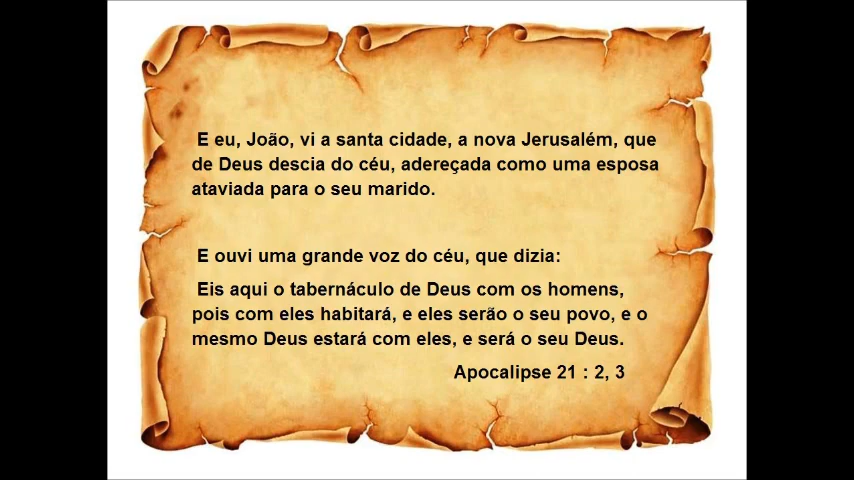 E eu, João, vi a santa cidade, a nova Jerusalém, que
de Deus descia do céu, adereçada como uma esposa
ataviada para o seu marido.
E ouvi uma grande voz do céu, que dizia:
Eis aqui o tabernáculo de Deus com os homens,
pois com eles habitará, e eles serão o seu povo, e o
mesmo Deus estará com eles, e será o seu Deus.
Apocalipse 21 : 2, 3